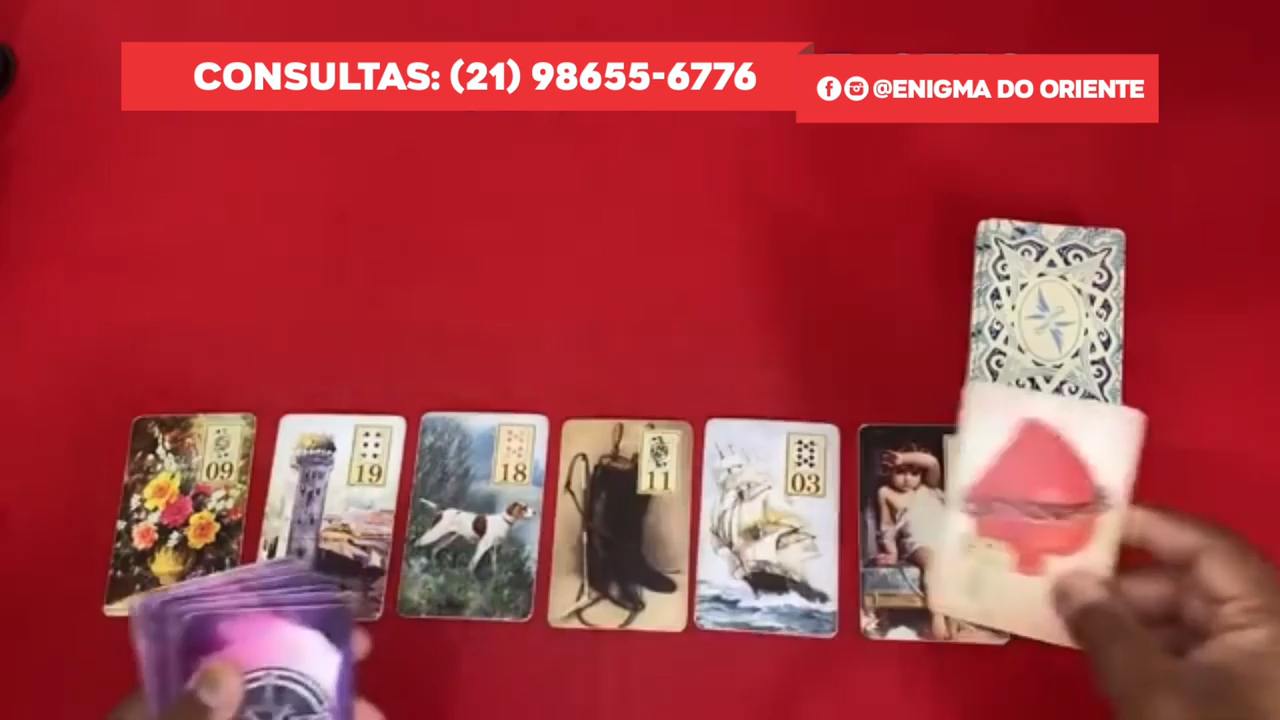 CONSULTAS: (21) 98655-6776
@ENIGMA DO ORIENTE
09
19
18
11
03